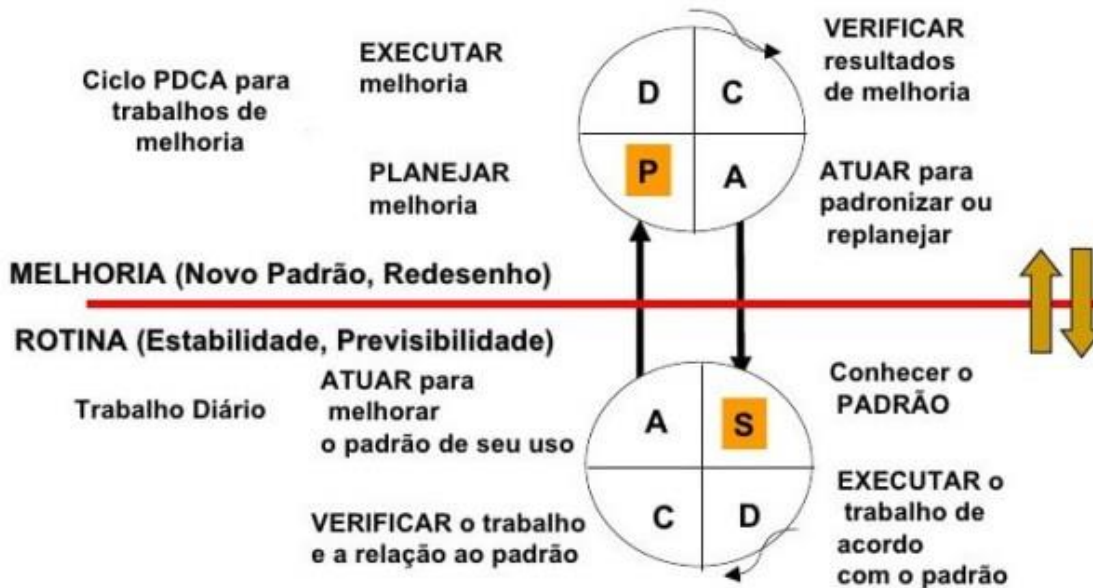 Ciclo PDCA para
trabalhos de
melhoria
EXECUTAR
melhoria
PLANEJAR
melhoria
D
C
P
A
VERIFICAR
resultados
de melhoria
ATUAR para
padronizar ou
replanejar
MELHORIA (Novo Padrão, Redesenho)
ROTINA (Estabilidade, Previsibilidade)
Trabalho Diário
ATUAR para
melhorar
o padrão de seu uso
VERIFICAR o trabalho
e a relação ao padrão
A
S
C
D
Conhecer o
PADRÃO
EXECUTAR o
trabalho de
acordo
com o padrão